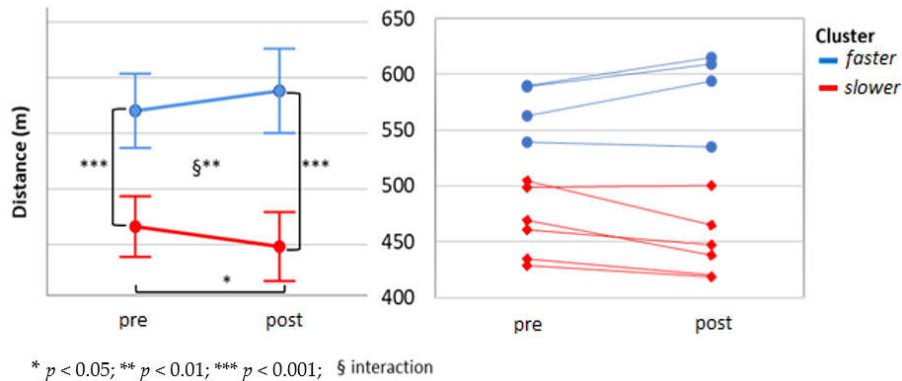 Distance (m)
***
§**
***
*
pre
post
650
600
550
500
450
400
pre
post
Cluster
faster
slower
* p < 0.05; ** p < 0.01; *** p < 0.001; § interaction